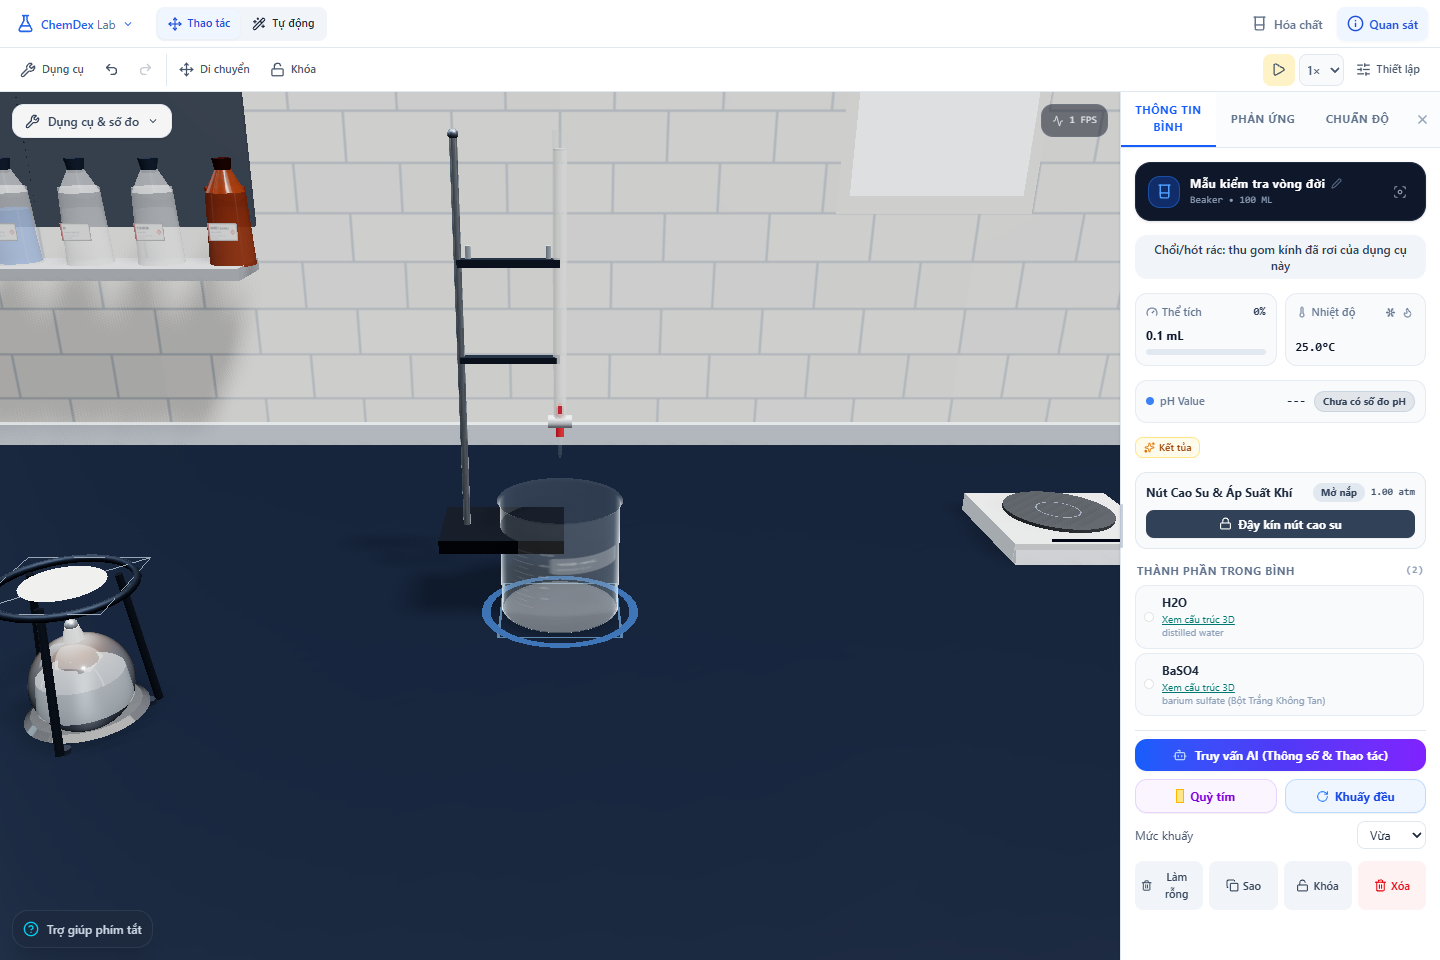 ChemDex Lab
Thao tác
Tự động
Hóa chất
Quan sát
Dụng cụ
Di chuyển
Khóa
1×
Thiết lập
Dụng cụ & số đo
1 FPS
THÔNG TIN
BÌNH
PHẢN ỨNG
CHUẨN ĐỘ
Mẫu kiểm tra vòng đời
Beaker • 100 ML
Chổi/hót rác: thu gom kính đã rơi của dụng cụ
này
Thể tích
0%
0.1 mL
Nhiệt độ
25.0°C
pH Value
---
Chưa có số đo pH
Kết tủa
Nút Cao Su & Áp Suất Khí
Mở nắp
1.00 atm
Đậy kín nút cao su
THÀNH PHẦN TRONG BÌNH
(2)
H2O
Xem cấu trúc 3D
distilled water
BaSO4
Xem cấu trúc 3D
barium sulfate (Bột Trắng Không Tan)
Truy vấn AI (Thông số & Thao tác)
Quỳ tím
Khuấy đều
Mức khuấy
Vừa
Làm
rỗng
Sao
Khóa
Xóa
Trợ giúp phím tắt